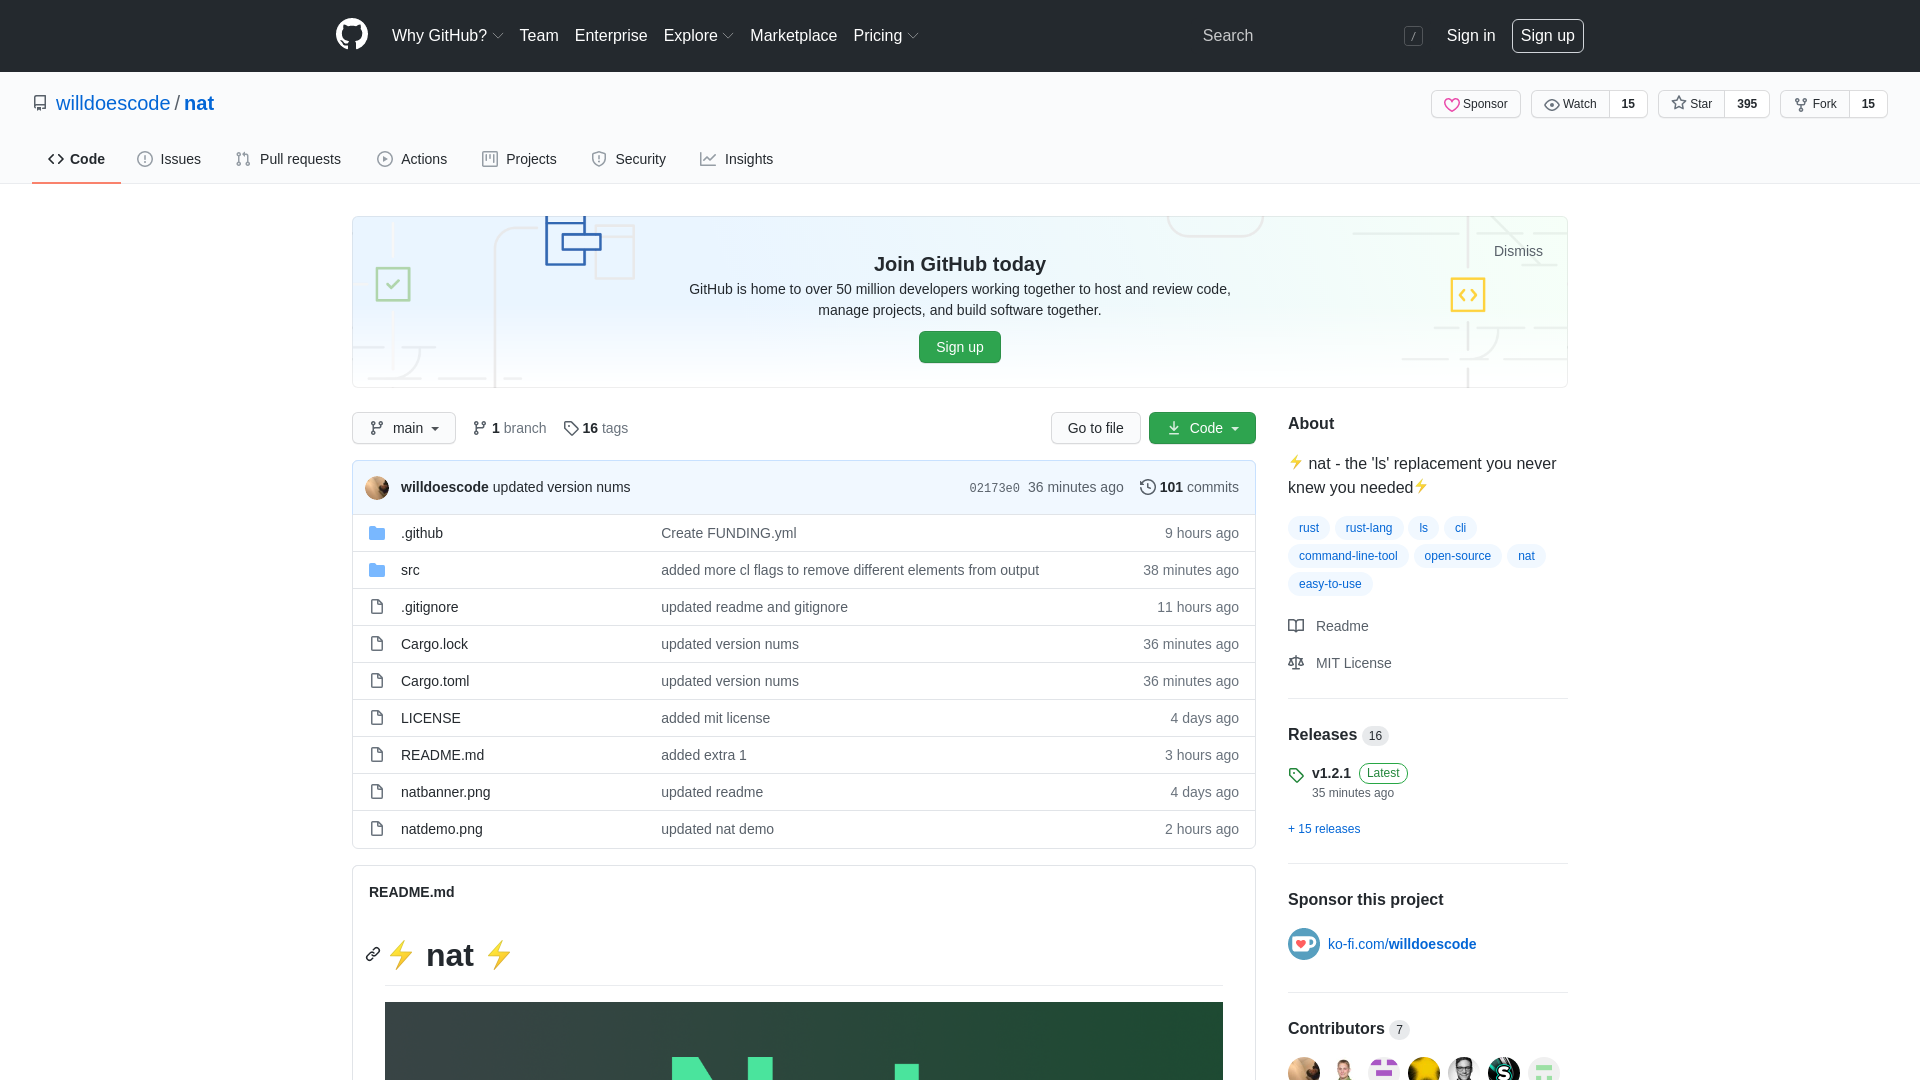 Why GitHub? Team Enterprise Explore Marketplace Pricing Search / Sign in Sign up
willdoescode / nat Sponsor Watch 15 Star 395 Fork 15
Code Issues Pull requests Actions Projects Security Insights
Dismiss
Join GitHub today
GitHub is home to over 50 million developers working together to host and review code,
manage projects, and build software together.
Sign up
main 1 branch 16 tags Go to file Code
willdoescode updated version nums 02173e0 36 minutes ago 101 commits
.github Create FUNDING.yml 9 hours ago
src added more cl flags to remove different elements from output 38 minutes ago
.gitignore updated readme and gitignore 11 hours ago
Cargo.lock updated version nums 36 minutes ago
Cargo.toml updated version nums 36 minutes ago
LICENSE added mit license 4 days ago
README.md added extra 1 3 hours ago
natbanner.png updated readme 4 days ago
natdemo.png updated nat demo 2 hours ago
README.md
⚡ nat ⚡
About
⚡ nat - the 'ls' replacement you never
knew you needed⚡
rust rust-lang ls cli
command-line-tool open-source nat
easy-to-use
Readme
MIT License
Releases 16
v1.2.1 Latest
35 minutes ago
+ 15 releases
Sponsor this project
ko-fi.com/willdoescode
Contributors 7